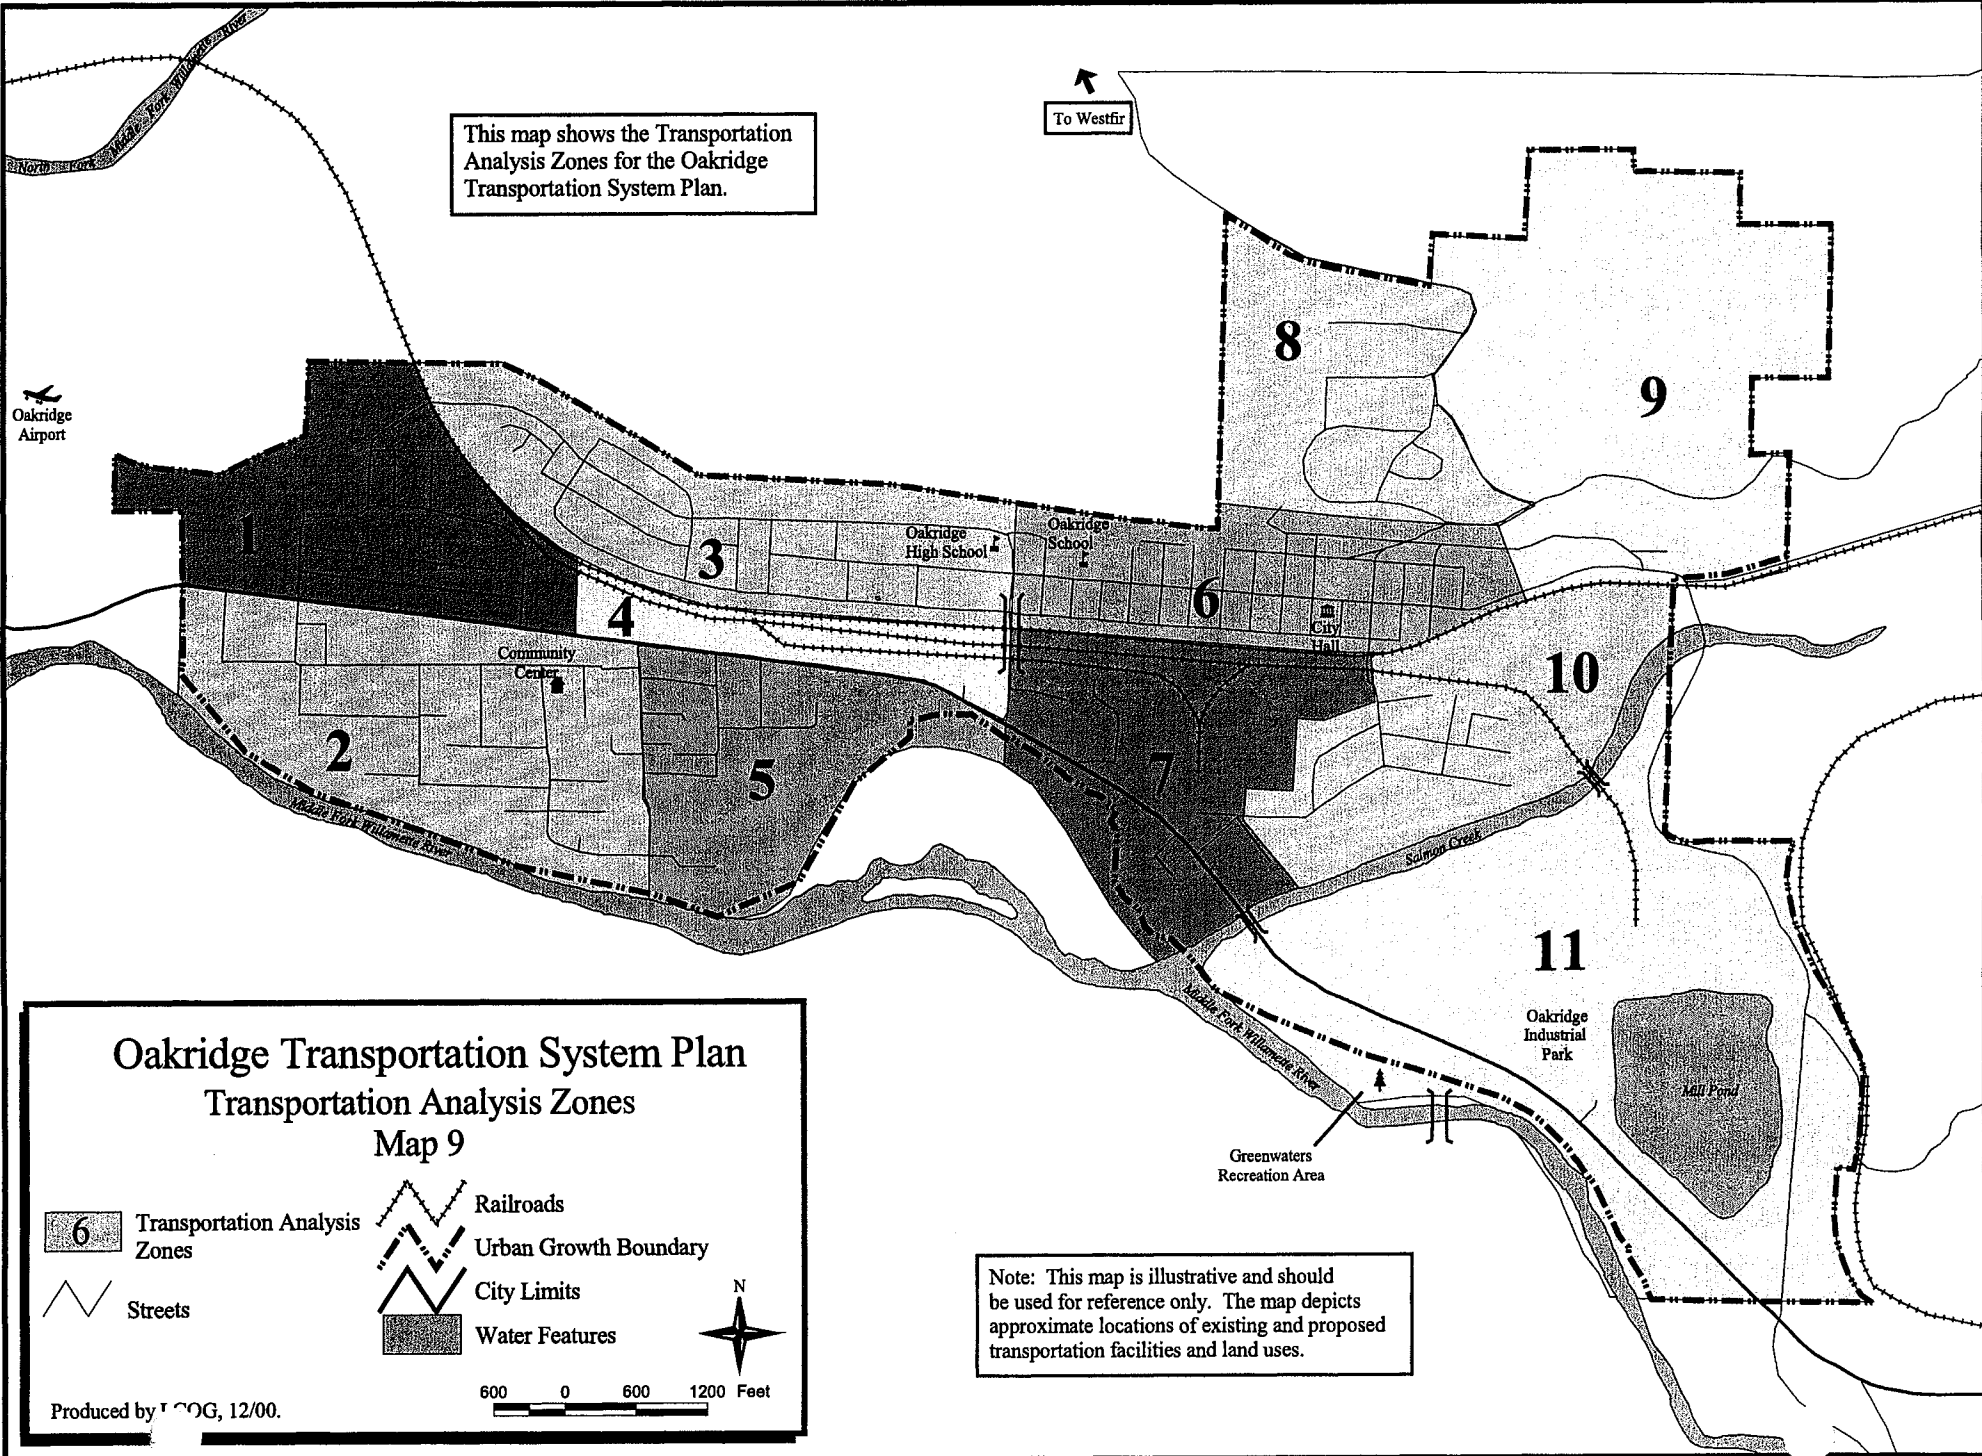 North Fork Middle Fork Willamette River
To Westfir
This map shows the Transportation
Analysis Zones for the Oakridge
Transportation System Plan.
8
9
Oakridge
Airport
1
3
Oakridge
High School
Oakridge
School
6
4
City
Hall
Community
Center
10
2
5
7
Middle Fork Willamette River
Salmon Creek
11
Middle Fork Willamette River
Oakridge
Industrial
Park
Mill Pond
Greenwaters
Recreation Area
Oakridge Transportation System Plan
Transportation Analysis Zones
Map 9
6
Transportation Analysis
Zones
Streets
Railroads
Urban Growth Boundary
City Limits
Water Features
N
600 0 600 1200 Feet
Produced by LCOG, 12/00.
Note: This map is illustrative and should
be used for reference only. The map depicts
approximate locations of existing and proposed
transportation facilities and land uses.